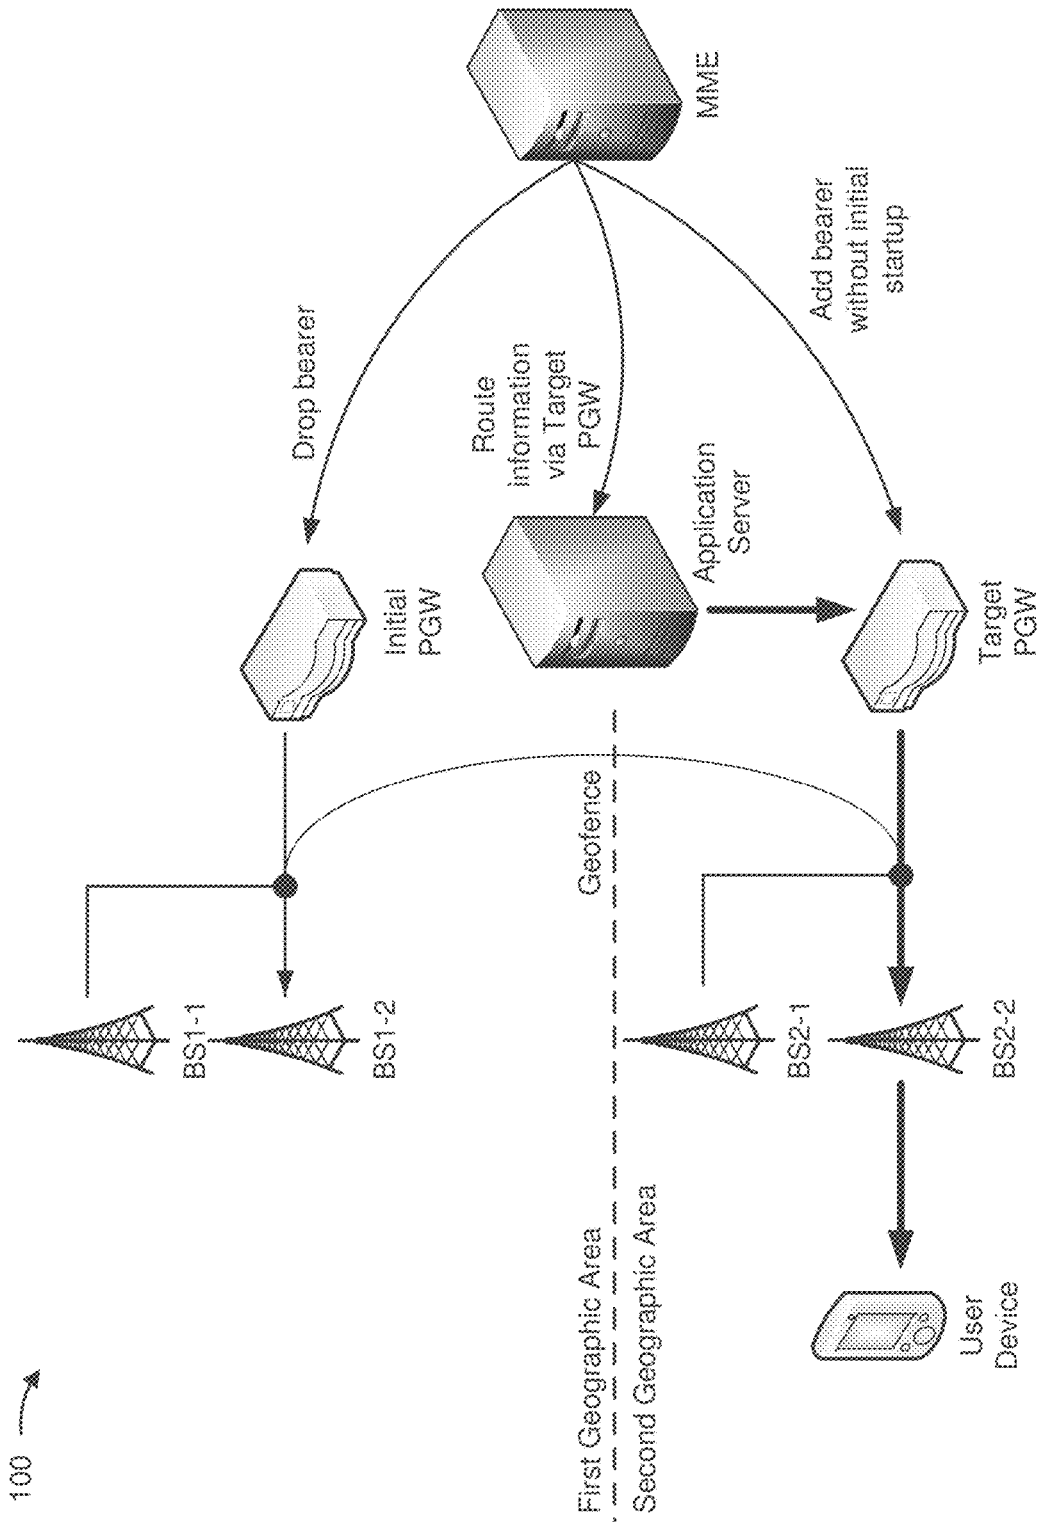 100
First Geographic Area
Second Geographic Area
Geofence
User
Device
BS1-1
BS1-2
BS2-1
BS2-2
Initial
PGW
Target
PGW
Application
Server
Drop bearer
Route
information
via Target
PGW
Add bearer
without initial
startup
MME